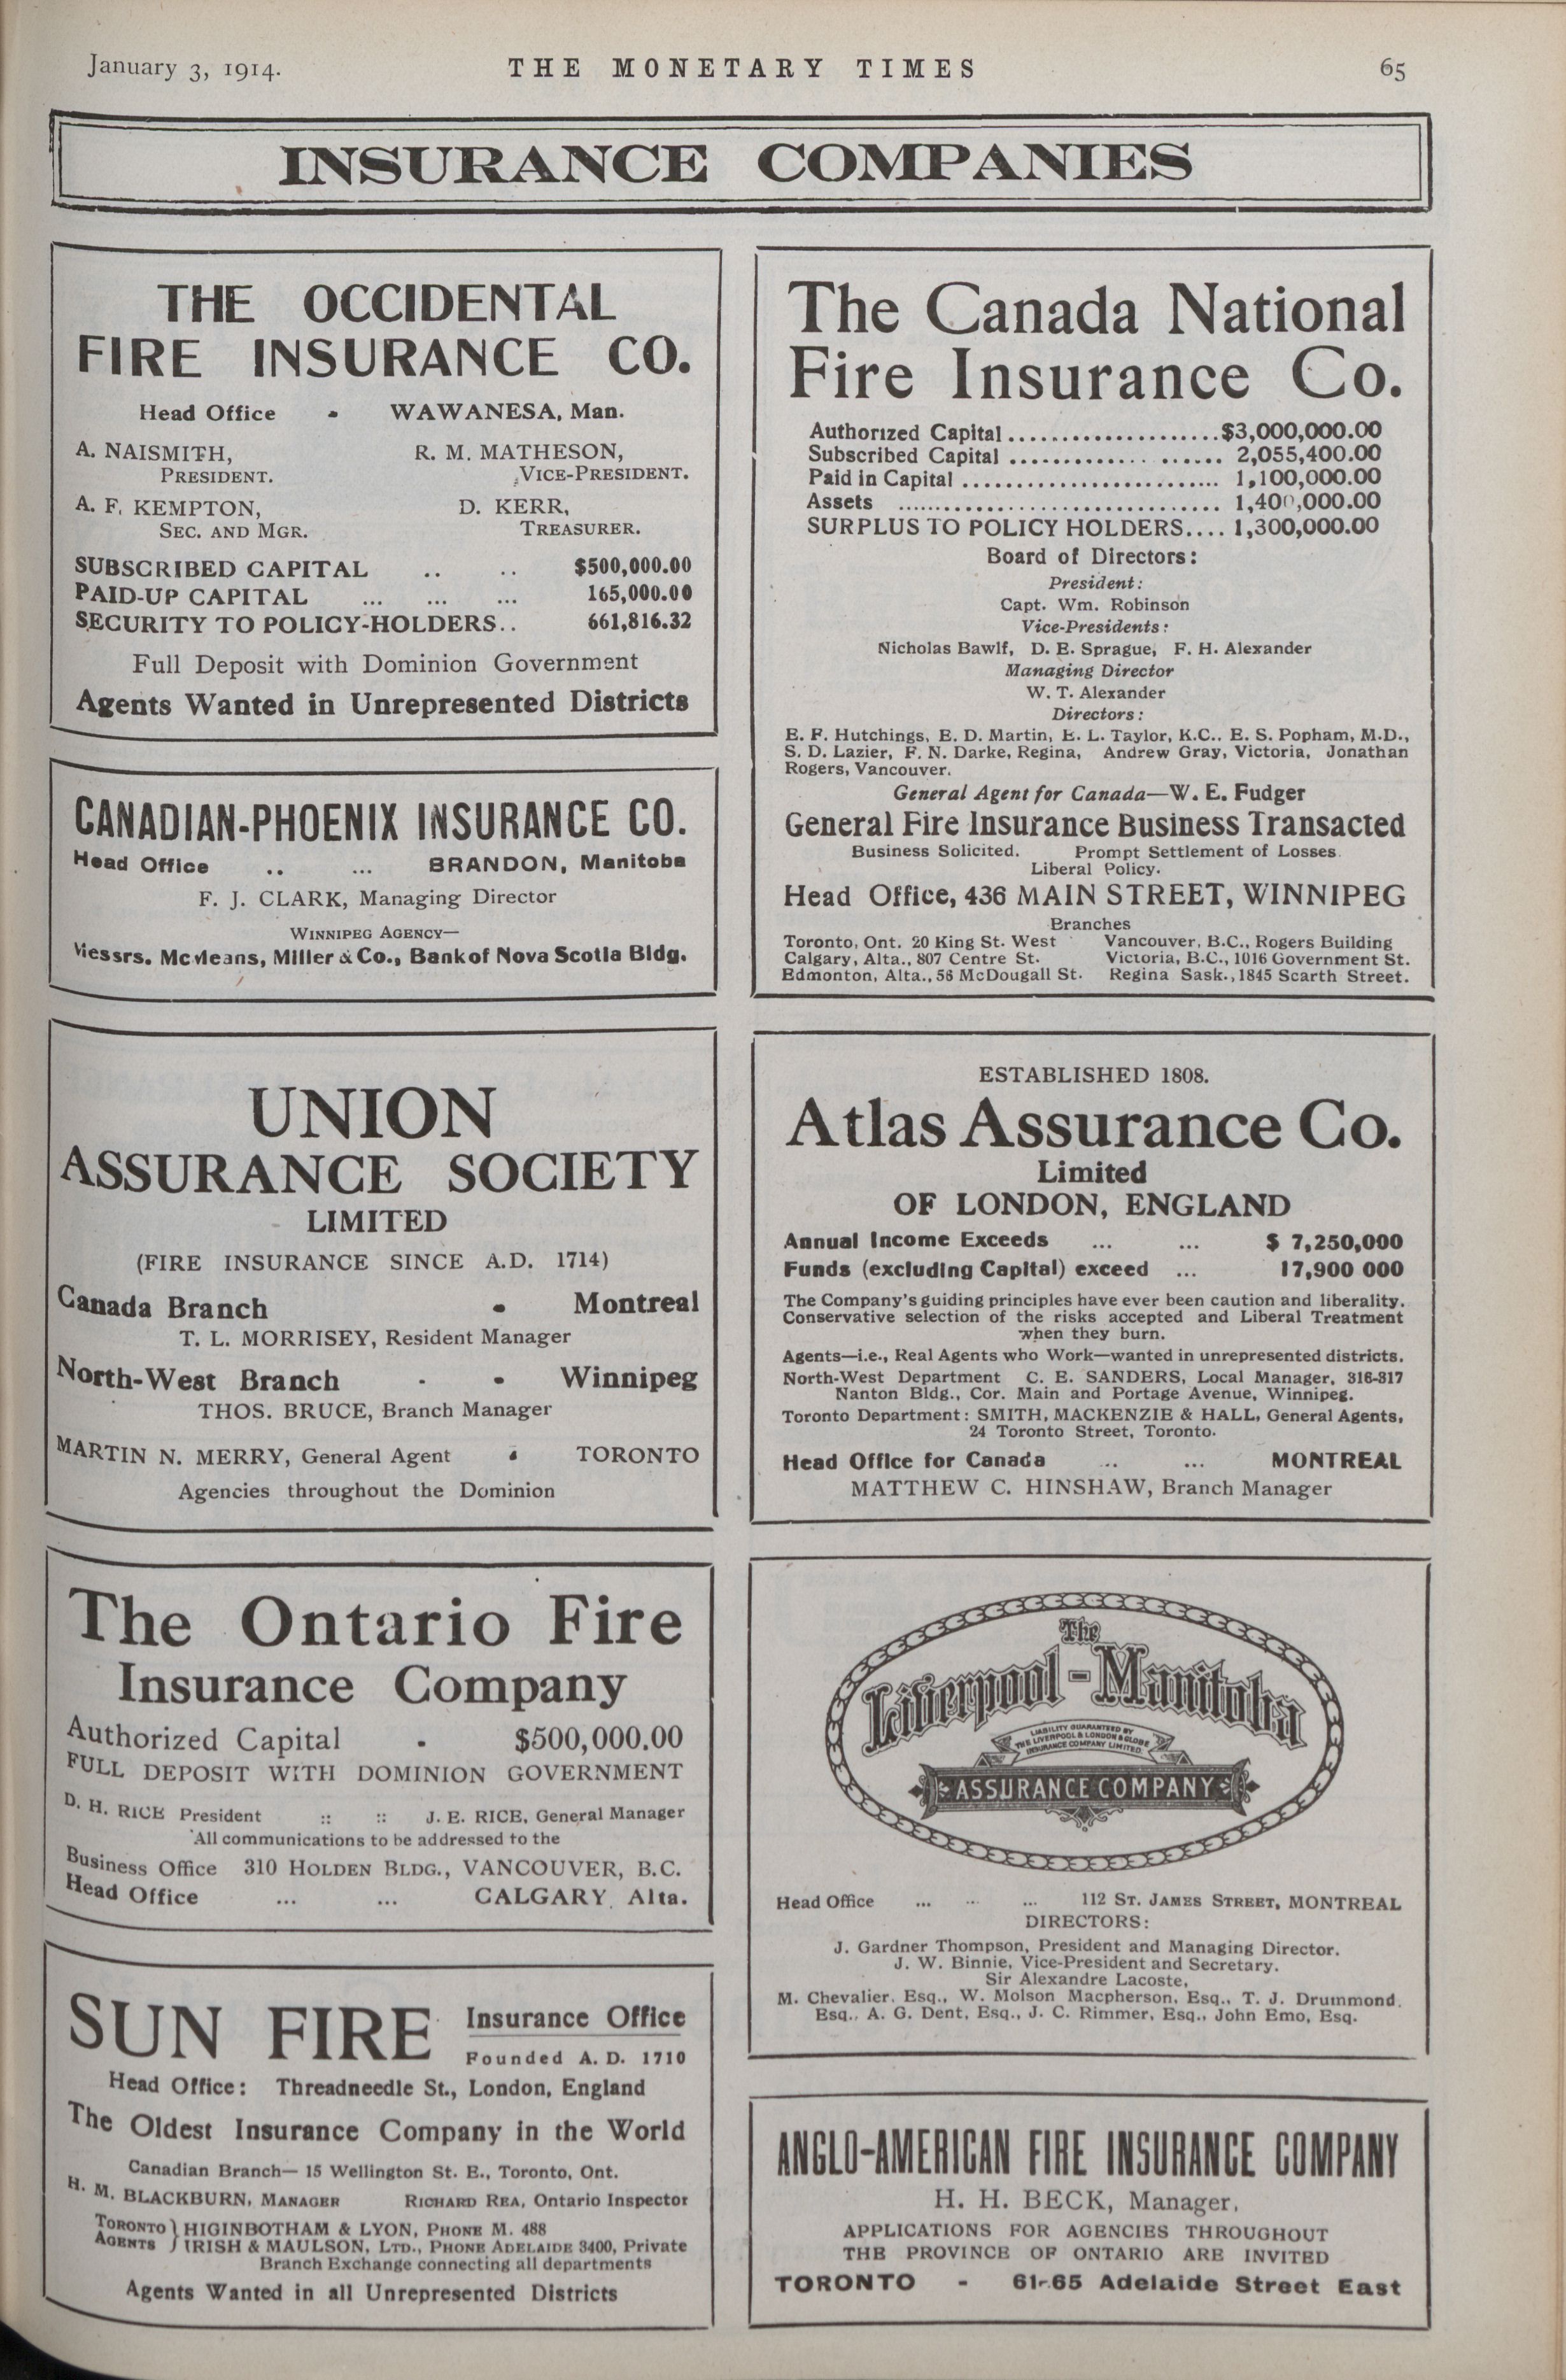 January 3, 1914.
THE MONETARY TIMES
65
INSURANCE COMPANIES
THE OCCIDENTAL
FIRE INSURANCE CO.
Head Office - WAWANESA, Man.
A. NAISMITH, R. M. MATHESON,
PRESIDENT. VICE-PRESIDENT.
A. F. KEMPTON, D. KERR,
SEC. AND MGR. TREASURER.
SUBSCRIBED CAPITAL .. .. $500,000.00
PAID-UP CAPITAL ... ... ... 165,000.00
SECURITY TO POLICY-HOLDERS.. 661,816.32
Full Deposit with Dominion Government
Agents Wanted in Unrepresented Districts
CANADIAN-PHOENIX INSURANCE CO.
Head Office .. ... BRANDON, Manitoba
F. J. CLARK, Managing Director
WINNIPEG AGENCY—
Messrs. McMeans, Miller & Co., Bank of Nova Scotia Bldg.
UNION
ASSURANCE SOCIETY
LIMITED
(FIRE INSURANCE SINCE A.D. 1714)
Canada Branch - Montreal
T. L. MORRISEY, Resident Manager
North-West Branch - - Winnipeg
THOS. BRUCE, Branch Manager
MARTIN N. MERRY, General Agent - TORONTO
Agencies throughout the Dominion
The Ontario Fire
Insurance Company
Authorized Capital - $500,000.00
FULL DEPOSIT WITH DOMINION GOVERNMENT
D. H. RICE President :: :: J. E. RICE, General Manager
All communications to be addressed to the
Business Office 310 HOLDEN BLDG., VANCOUVER, B.C.
Head Office ... ... CALGARY, Alta.
SUN FIRE Insurance Office
Founded A. D. 1710
Head Office: Threadneedle St., London, England
The Oldest Insurance Company in the World
Canadian Branch— 15 Wellington St. E., Toronto, Ont.
H. M. BLACKBURN, MANAGER RICHARD REA, Ontario Inspector
TORONTO } HIGINBOTHAM & LYON, PHONE M. 488
AGENTS } IRISH & MAULSON, LTD., PHONE ADELAIDE 3400, Private
Branch Exchange connecting all departments
Agents Wanted in all Unrepresented Districts
The Canada National
Fire Insurance Co.
Authorized Capital .................... $3,000,000.00
Subscribed Capital .................... 2,055,400.00
Paid in Capital ........................ 1,100,000.00
Assets ................................ 1,400,000.00
SURPLUS TO POLICY HOLDERS.... 1,300,000.00
Board of Directors:
President:
Capt. Wm. Robinson
Vice-Presidents:
Nicholas Bawlf, D. E. Sprague, F. H. Alexander
Managing Director
W. T. Alexander
Directors:
E. F. Hutchings, E. D. Martin, E. L. Taylor, K.C., E. S. Popham, M.D.,
S. D. Lazier, F. N. Darke, Regina, Andrew Gray, Victoria, Jonathan
Rogers, Vancouver.
General Agent for Canada—W. E. Fudger
General Fire Insurance Business Transacted
Business Solicited. Prompt Settlement of Losses.
Liberal Policy.
Head Office, 436 MAIN STREET, WINNIPEG
Branches
Toronto, Ont. 20 King St. West Vancouver, B.C., Rogers Building
Calgary, Alta., 807 Centre St. Victoria, B.C., 1016 Government St.
Edmonton, Alta., 56 McDougall St. Regina Sask., 1845 Scarth Street.
ESTABLISHED 1808.
Atlas Assurance Co.
Limited
OF LONDON, ENGLAND
Annual Income Exceeds ... ... $ 7,250,000
Funds (excluding Capital) exceed ... 17,900 000
The Company's guiding principles have ever been caution and liberality.
Conservative selection of the risks accepted and Liberal Treatment
when they burn.
Agents—i.e., Real Agents who Work—wanted in unrepresented districts.
North-West Department C. E. SANDERS, Local Manager, 316-317
Nanton Bldg., Cor. Main and Portage Avenue, Winnipeg.
Toronto Department: SMITH, MACKENZIE & HALL, General Agents,
24 Toronto Street, Toronto.
Head Office for Canada ... ... MONTREAL
MATTHEW C. HINSHAW, Branch Manager
The
Liverpool-Manitoba
LIABILITY GUARANTEED BY
THE LIVERPOOL & LONDON & GLOBE
INSURANCE COMPANY LIMITED.
ASSURANCE COMPANY
Head Office ... ... ... 112 ST. JAMES STREET, MONTREAL
DIRECTORS:
J. Gardner Thompson, President and Managing Director.
J. W. Binnie, Vice-President and Secretary.
Sir Alexandre Lacoste,
M. Chevalier, Esq., W. Molson Macpherson, Esq., T. J. Drummond,
Esq., A. G. Dent, Esq., J. C. Rimmer, Esq., John Emo, Esq.
ANGLO-AMERICAN FIRE INSURANCE COMPANY
H. H. BECK, Manager.
APPLICATIONS FOR AGENCIES THROUGHOUT
THE PROVINCE OF ONTARIO ARE INVITED
TORONTO - 61-65 Adelaide Street East